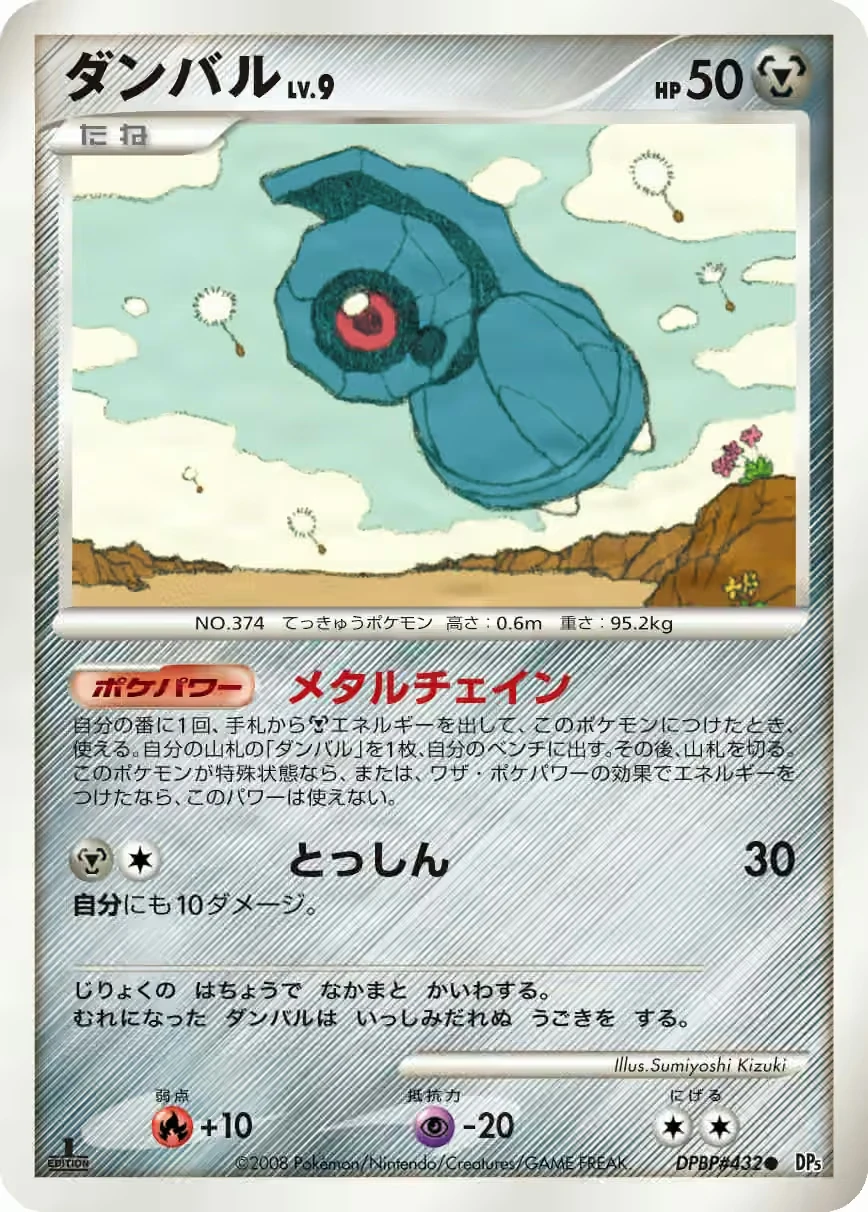 ダンバル LV.9 HP 50
たね
NO.374 てっきゅうポケモン 高さ：0.6m 重さ：95.2kg
ポケパワー メタルチェイン
自分の番に1回、手札からエネルギーを出して、このポケモンにつけたとき、
使える。自分の山札の「ダンバル」を1枚、自分のベンチに出す。その後、山札を切る。
このポケモンが特殊状態なら、または、ワザ・ポケパワーの効果でエネルギーを
つけたなら、このパワーは使えない。
とっしん 30
自分にも10ダメージ。
じりょくの はちょうで なかまと かいわする。
むれになった ダンバルは いっしみだれぬ うごきを する。
Illus.Sumiyoshi Kizuki
弱点 +10 抵抗力 −20 にげる
1 EDITION ©2008 Pokémon/Nintendo/Creatures/GAME FREAK. DPBP#432● DP5